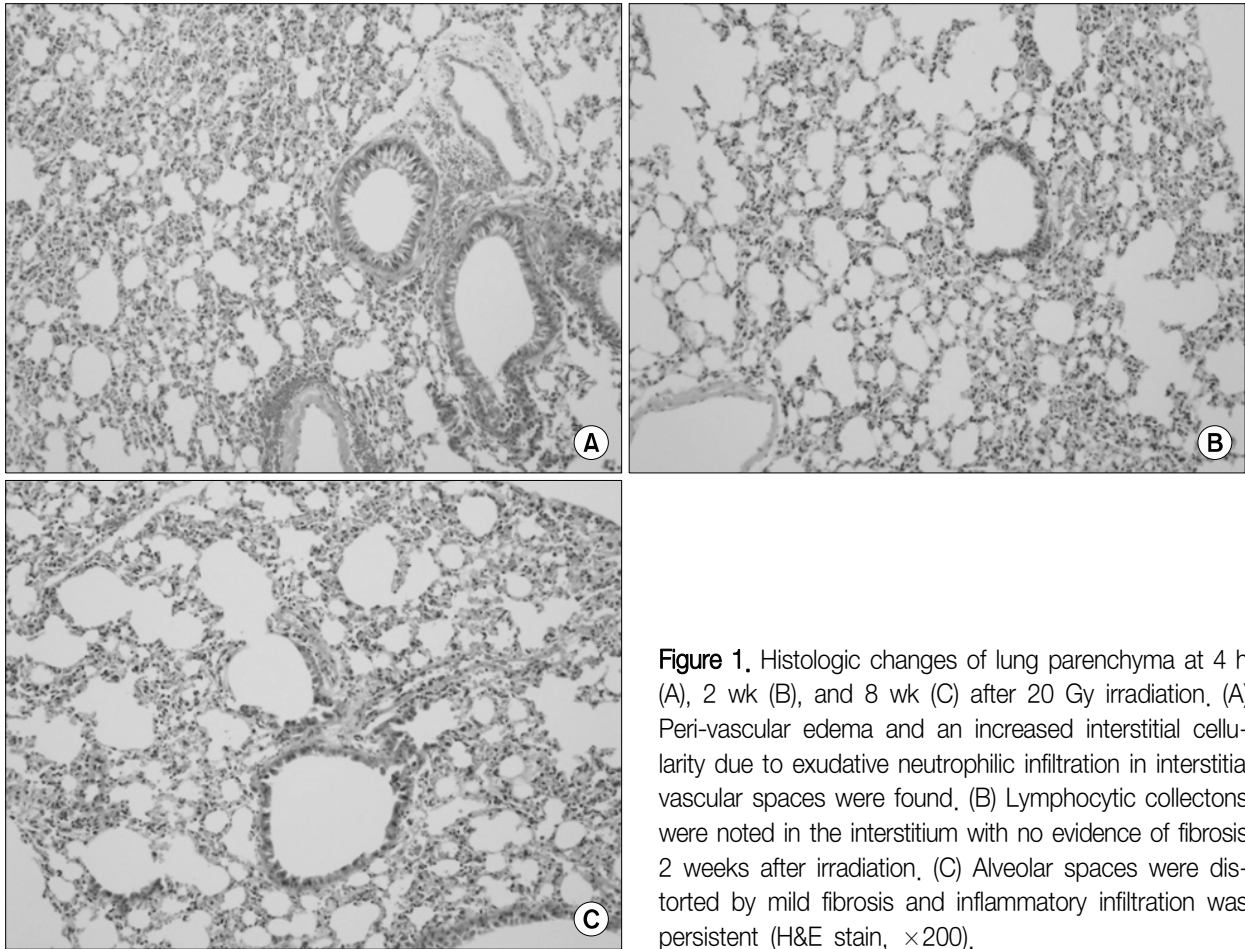 A
B
C
Figure 1. Histologic changes of lung parenchyma at 4 h
(A), 2 wk (B), and 8 wk (C) after 20 Gy irradiation. (A)
Peri-vascular edema and an increased interstitial cellu-
larity due to exudative neutrophilic infiltration in interstitia
vascular spaces were found. (B) Lymphocytic collectons
were noted in the interstitium with no evidence of fibrosis
2 weeks after irradiation. (C) Alveolar spaces were dis-
torted by mild fibrosis and inflammatory infiltration was
persistent (H&E stain, ×200).